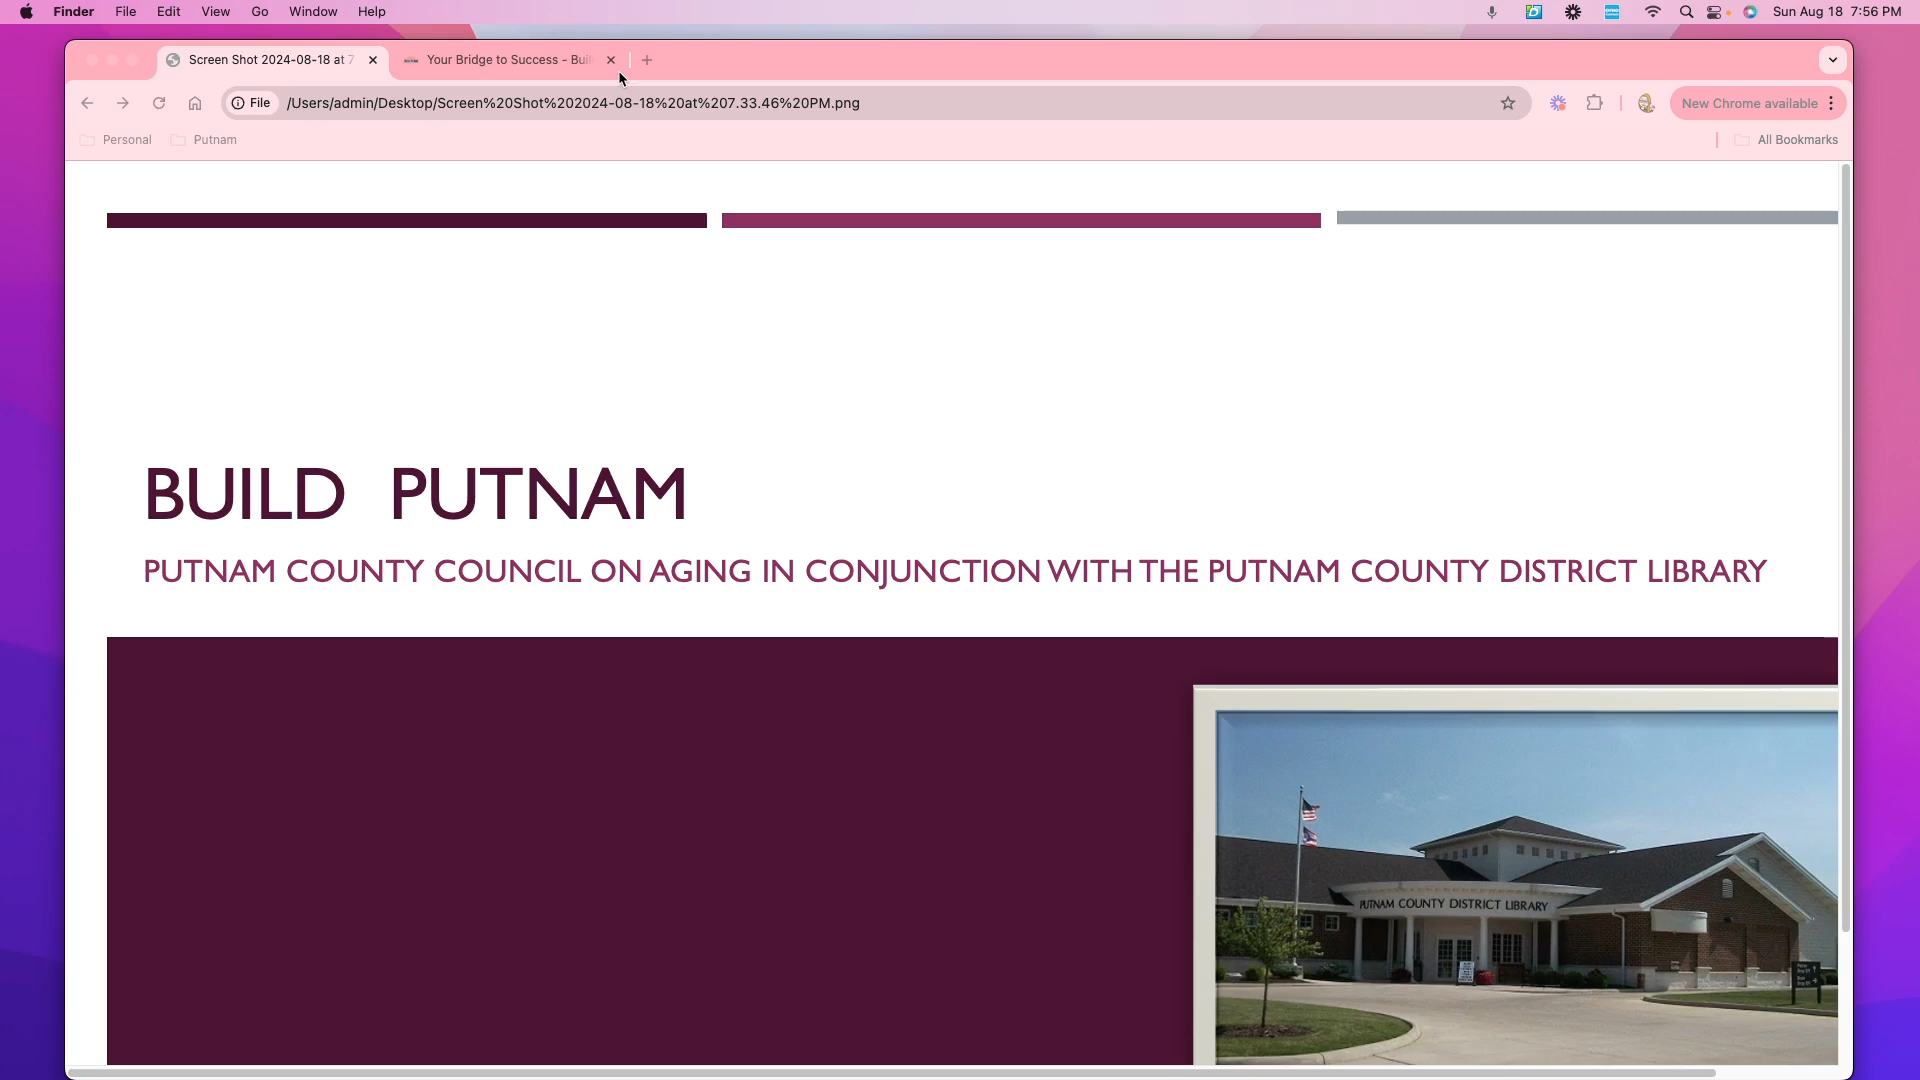 Finder File Edit View Go Window Help Sun Aug 18 7:56 PM
Screen Shot 2024-08-18 at 7 Your Bridge to Success - Buil
File /Users/admin/Desktop/Screen%20Shot%202024-08-18%20at%207.33.46%20PM.png New Chrome available
Personal Putnam All Bookmarks
BUILD PUTNAM
PUTNAM COUNTY COUNCIL ON AGING IN CONJUNCTION WITH THE PUTNAM COUNTY DISTRICT LIBRARY
PUTNAM COUNTY DISTRICT LIBRARY